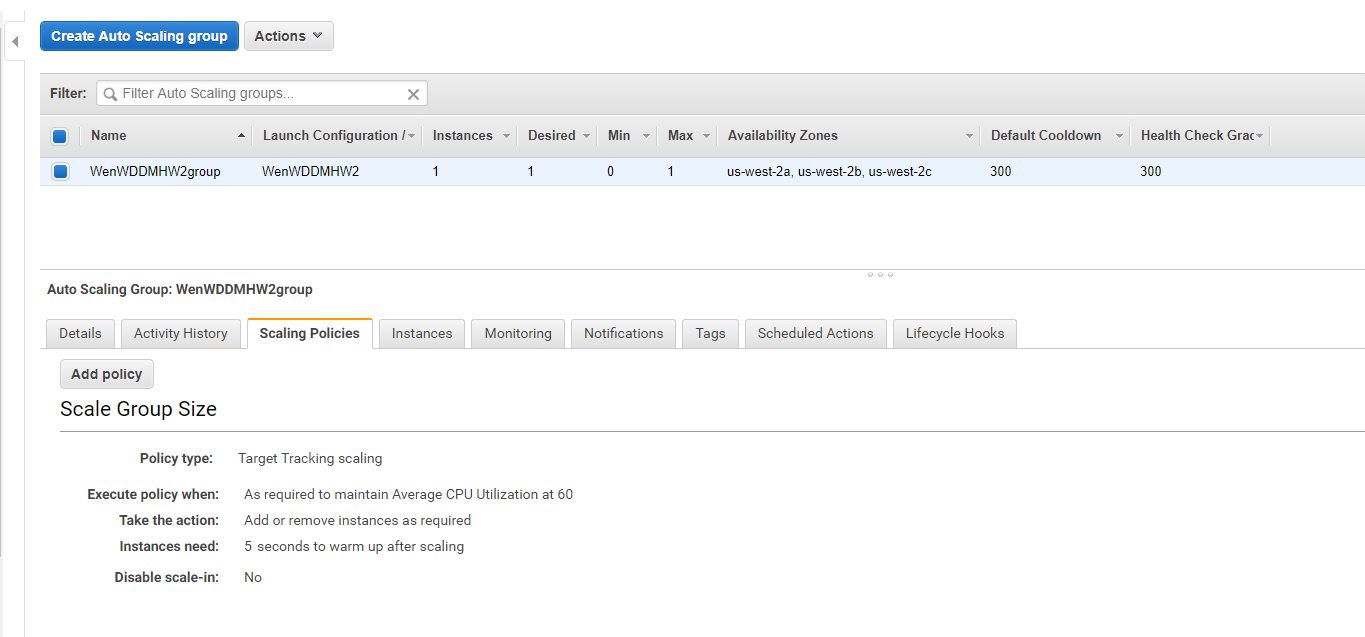 Create Auto Scaling group Actions
Filter: Filter Auto Scaling groups...
Name Launch Configuration / Instances Desired Min Max Availability Zones Default Cooldown Health Check Grac
WenWDDMHW2group WenWDDMHW2 1 1 0 1 us-west-2a, us-west-2b, us-west-2c 300 300
Auto Scaling Group: WenWDDMHW2group
Details Activity History Scaling Policies Instances Monitoring Notifications Tags Scheduled Actions Lifecycle Hooks
Add policy
Scale Group Size
Policy type: Target Tracking scaling
Execute policy when: As required to maintain Average CPU Utilization at 60
Take the action: Add or remove instances as required
Instances need: 5 seconds to warm up after scaling
Disable scale-in: No